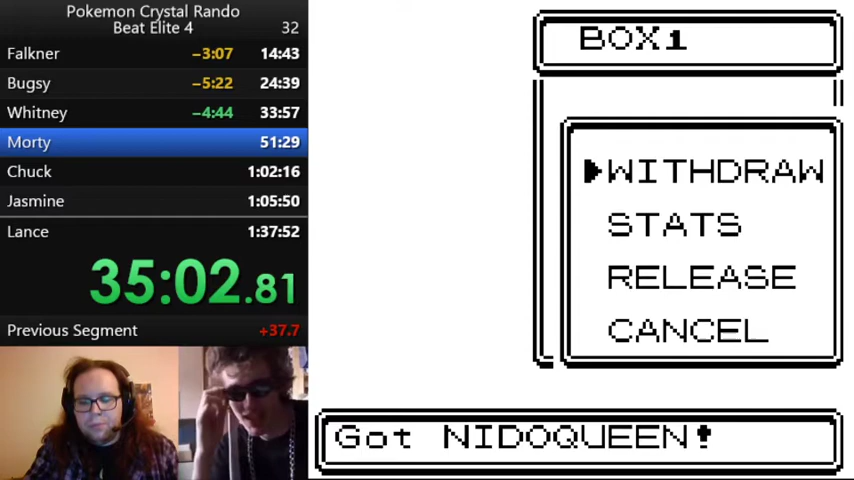 Pokemon Crystal Rando
Beat Elite 4 32
Falkner −3:07 14:43
Bugsy −5:22 24:39
Whitney −4:44 33:57
Morty 51:29
Chuck 1:02:16
Jasmine 1:05:50
Lance 1:37:52
35:02.81
Previous Segment +37.7
BOX1
▶WITHDRAW
STATS
RELEASE
CANCEL
Got NIDOQUEEN!